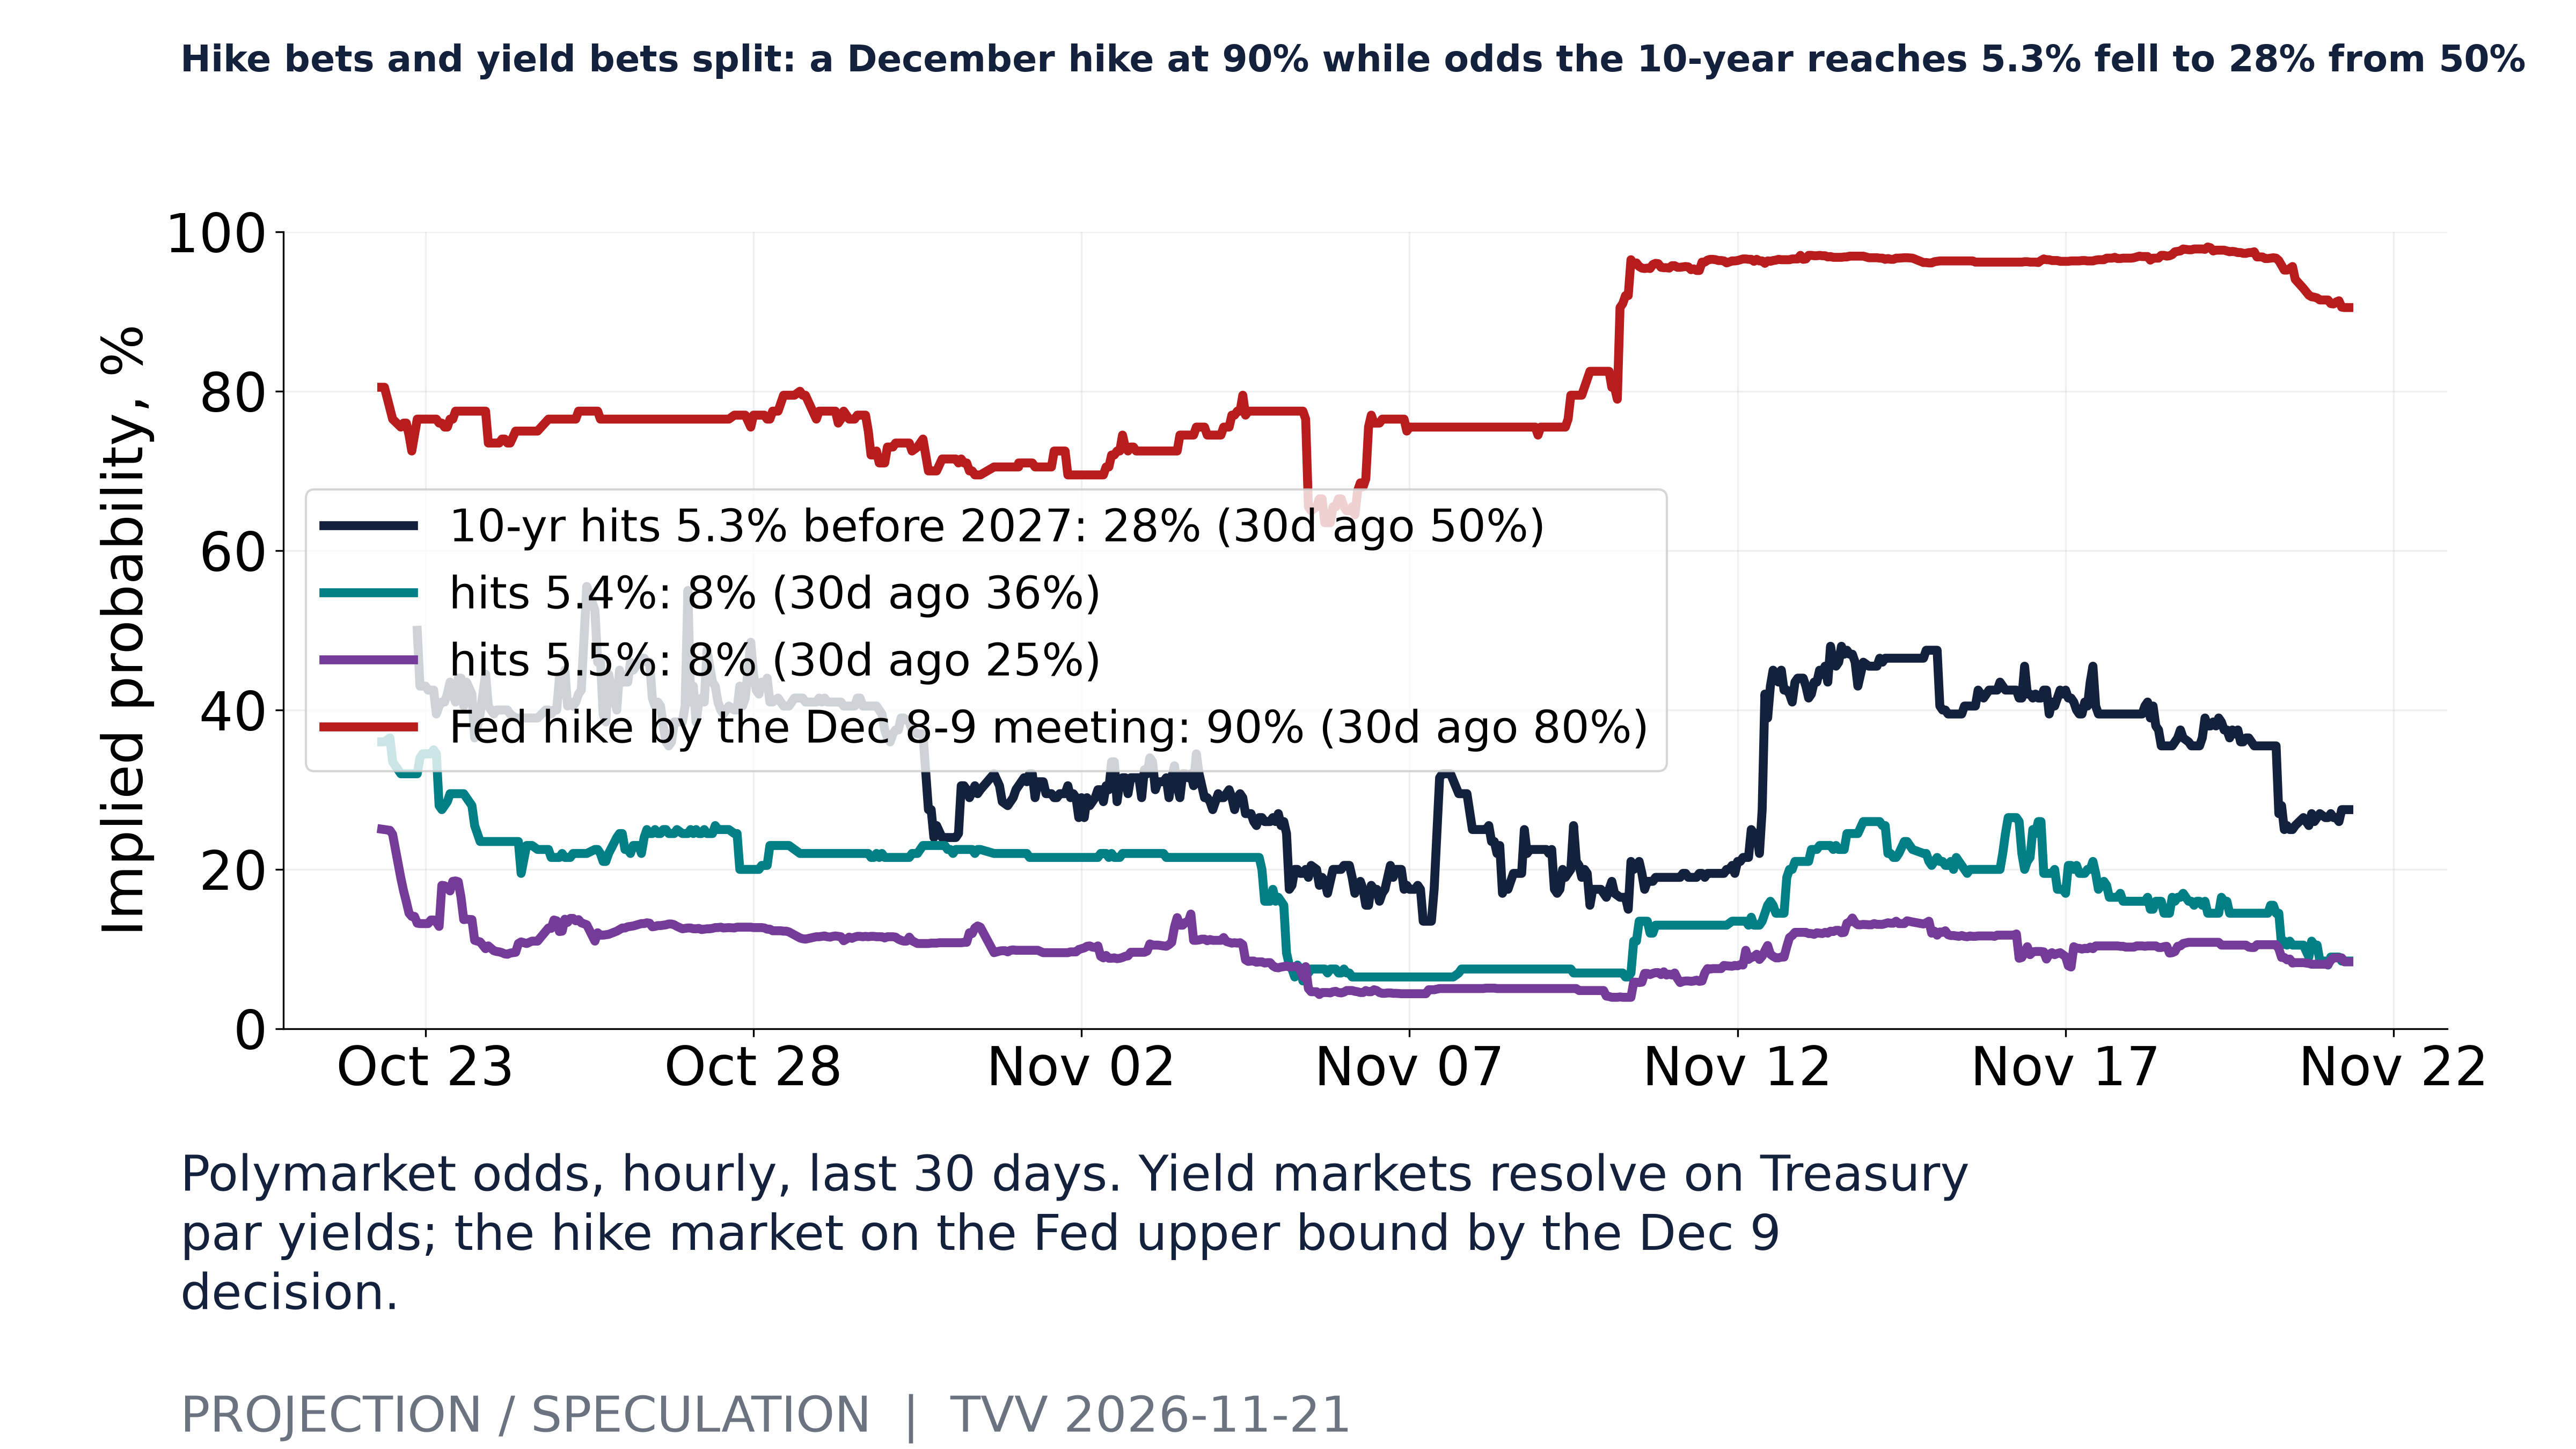 Hike bets and yield bets split: a December hike at 90% while odds the 10-year reaches 5.3% fell to 28% from 50%
Implied probability, %
100
80
60
40
20
0
10-yr hits 5.3% before 2027: 28% (30d ago 50%)
hits 5.4%: 8% (30d ago 36%)
hits 5.5%: 8% (30d ago 25%)
Fed hike by the Dec 8-9 meeting: 90% (30d ago 80%)
Oct 23 Oct 28 Nov 02 Nov 07 Nov 12 Nov 17 Nov 22
Polymarket odds, hourly, last 30 days. Yield markets resolve on Treasury
par yields; the hike market on the Fed upper bound by the Dec 9
decision.
PROJECTION / SPECULATION | TVV 2026-11-21